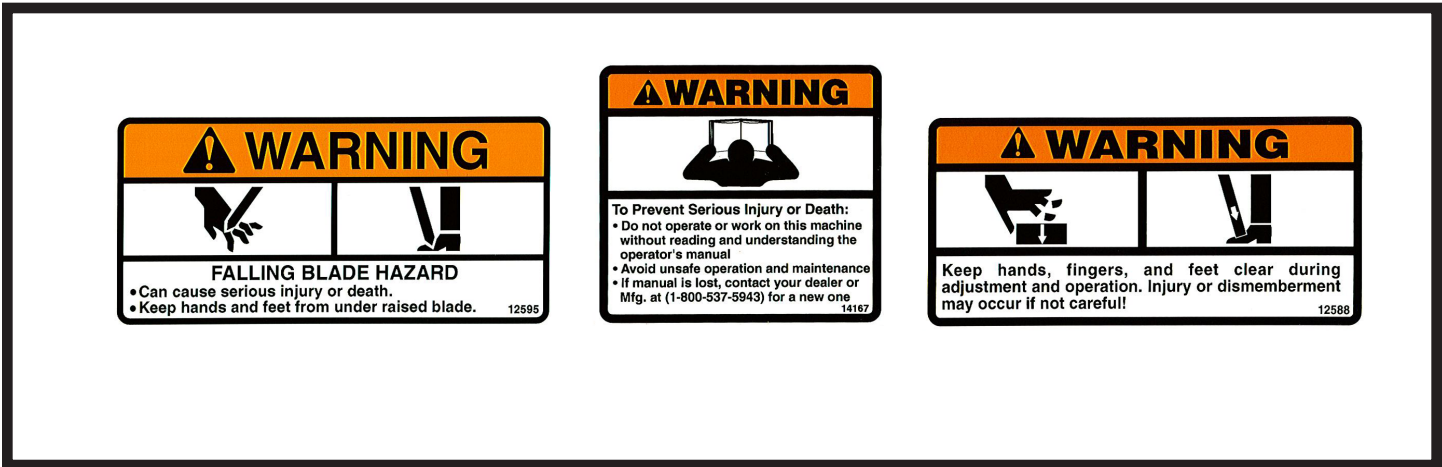 WARNING
FALLING BLADE HAZARD
• Can cause serious injury or death.
• Keep hands and feet from under raised blade.
12595
WARNING
To Prevent Serious Injury or Death:
• Do not operate or work on this machine
without reading and understanding the
operator's manual
• Avoid unsafe operation and maintenance
• If manual is lost, contact your dealer or
Mfg. at (1-800-537-5943) for a new one
14167
WARNING
Keep hands, fingers, and feet clear during
adjustment and operation. Injury or dismemberment
may occur if not careful!
12588